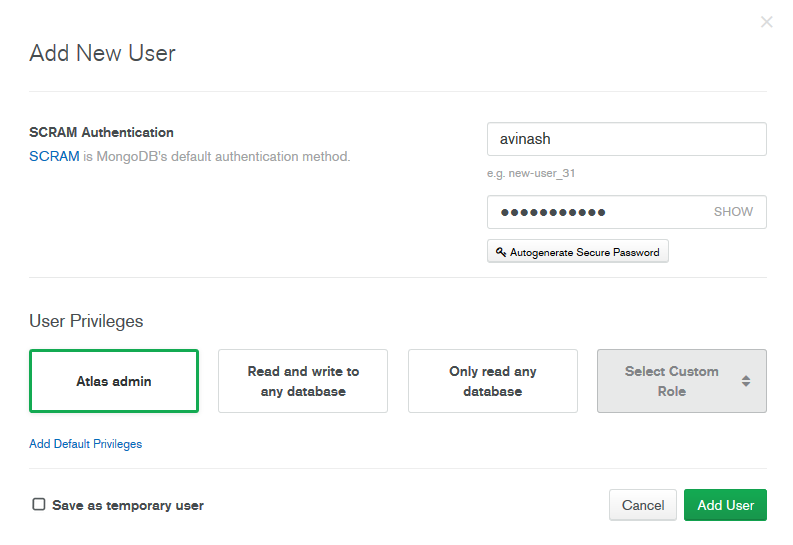 Add New User
SCRAM Authentication
SCRAM is MongoDB's default authentication method.
avinash
e.g. new-user_31
●●●●●●●●●●● SHOW
Autogenerate Secure Password
User Privileges
Atlas admin
Read and write to
any database
Only read any
database
Select Custom
Role
Add Default Privileges
Save as temporary user
Cancel
Add User